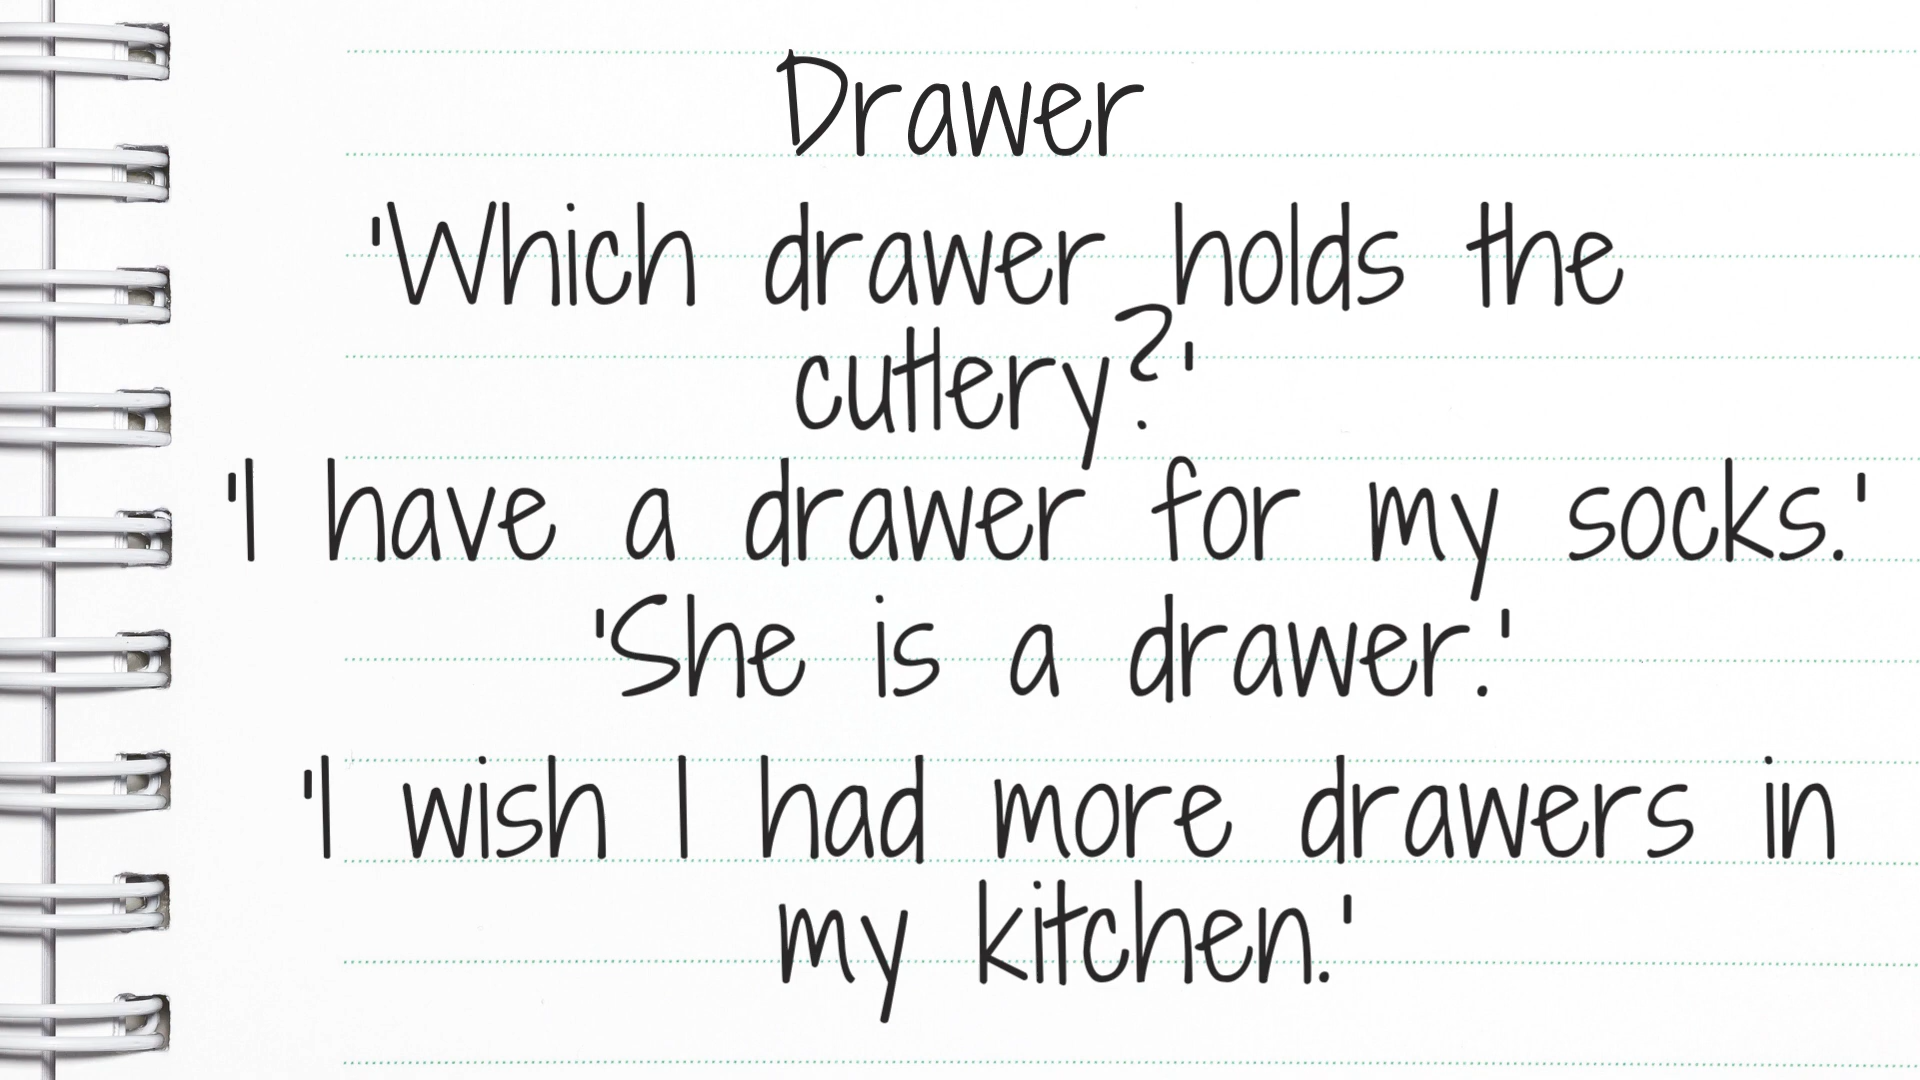 Drawer
'Which drawer holds the
cutlery?'
'I have a drawer for my socks.'
'She is a drawer.'
'I wish I had more drawers in
my kitchen.'